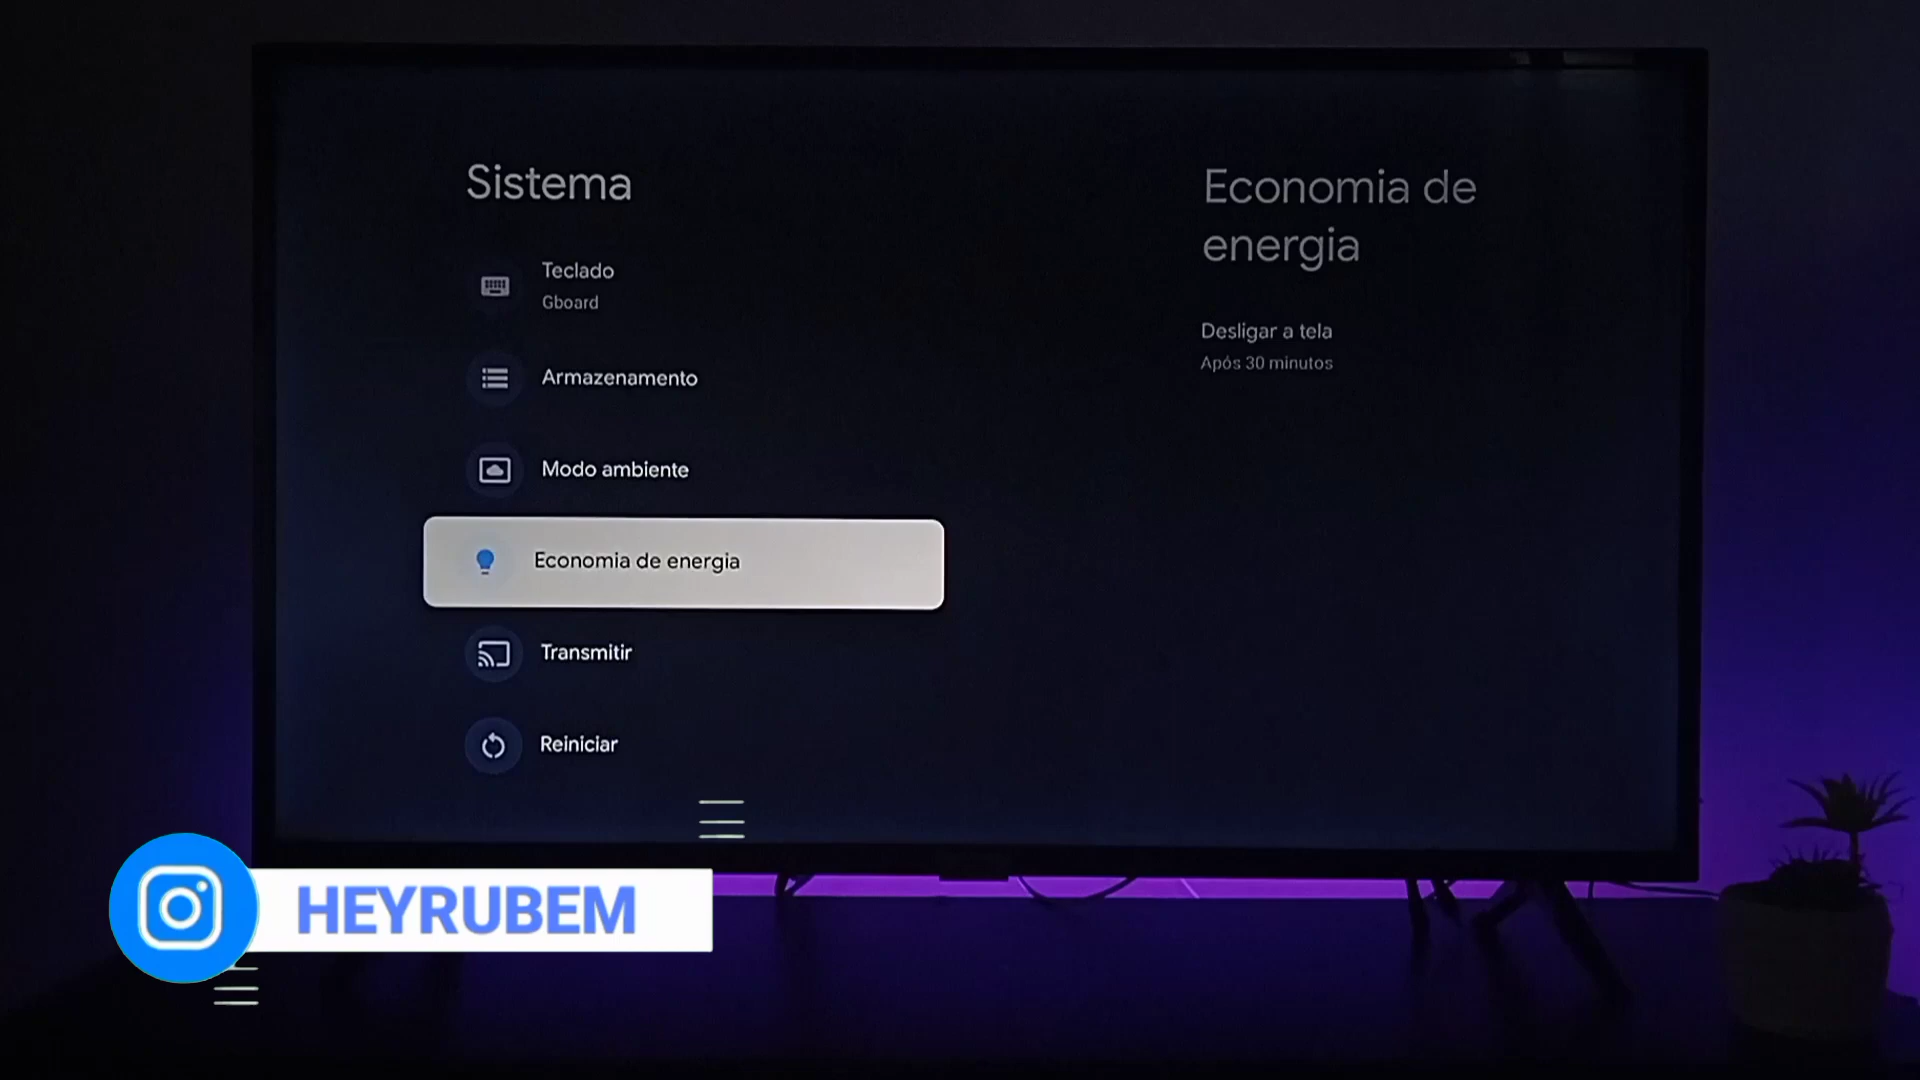 Sistema
Teclado
Gboard
Armazenamento
Modo ambiente
Economia de energia
Transmitir
Reiniciar
Economia de
energia
Desligar a tela
Após 30 minutos
HEYRUBEM